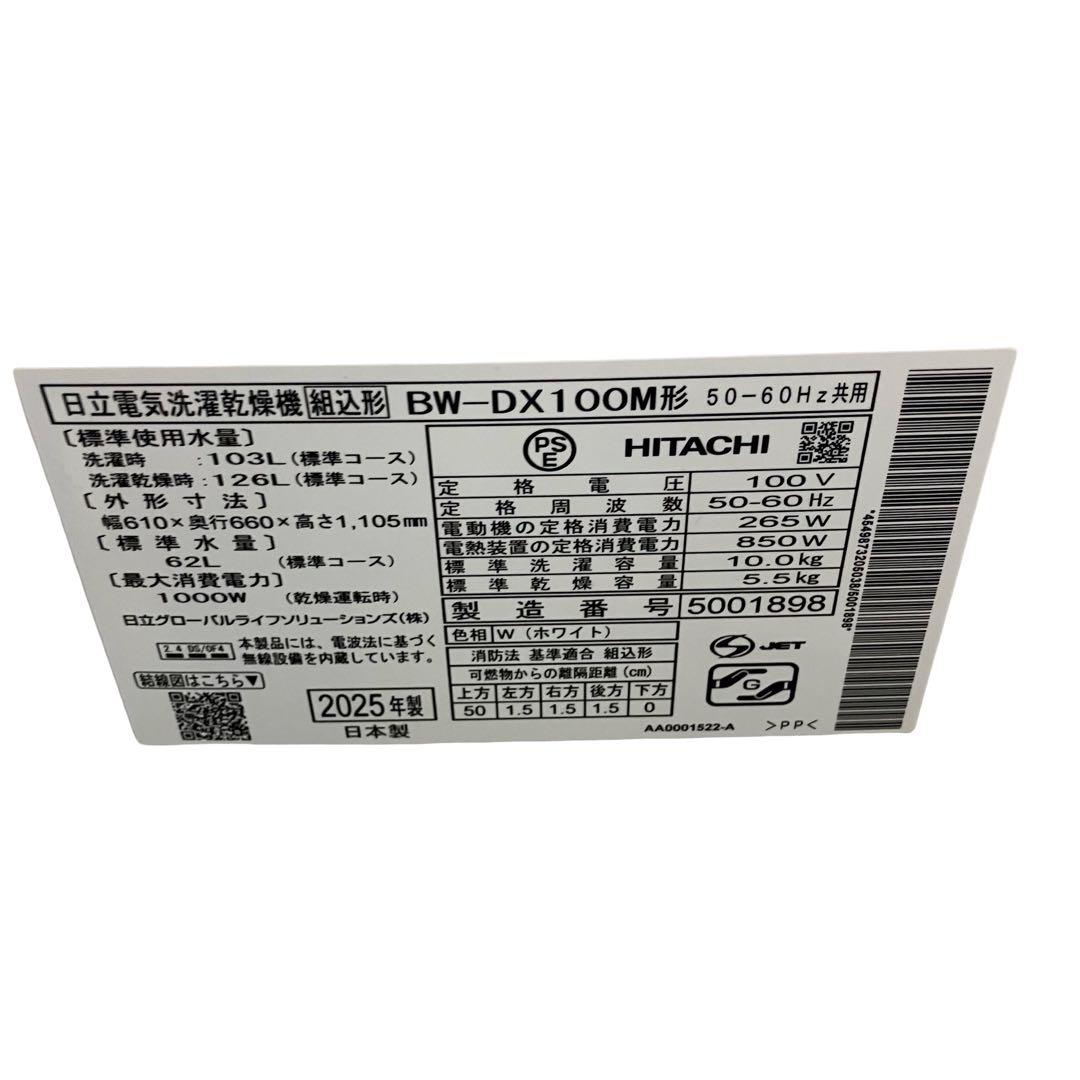 日立電気洗濯乾燥機 組込形 BW-DX100M形 50-60Hz共用
〔標準使用水量〕
洗濯時 :103L(標準コース)
洗濯乾燥時:126L(標準コース)
〔外形寸法〕
幅610×奥行660×高さ1,105mm
〔標準水量〕
62L (標準コース)
〔最大消費電力〕
1000W (乾燥運転時)
日立グローバルライフソリューションズ(株)
2.4 DS/OF4
本製品には、電波法に基づく
無線設備を内蔵しています。
結線図はこちら▼
2025年製
日本製
PSE HITACHI
定格電圧 100V
定格周波数 50-60Hz
電動機の定格消費電力 265W
電熱装置の定格消費電力 850W
標準洗濯容量 10.0kg
標準乾燥容量 5.5kg
製造番号 5001898
色相 W(ホワイト)
消防法 基準適合 組込形
可燃物からの離隔距離(cm)
上方 左方 右方 後方 下方
50 1.5 1.5 1.5 0
S JET
G
AA0001522-A >PP<